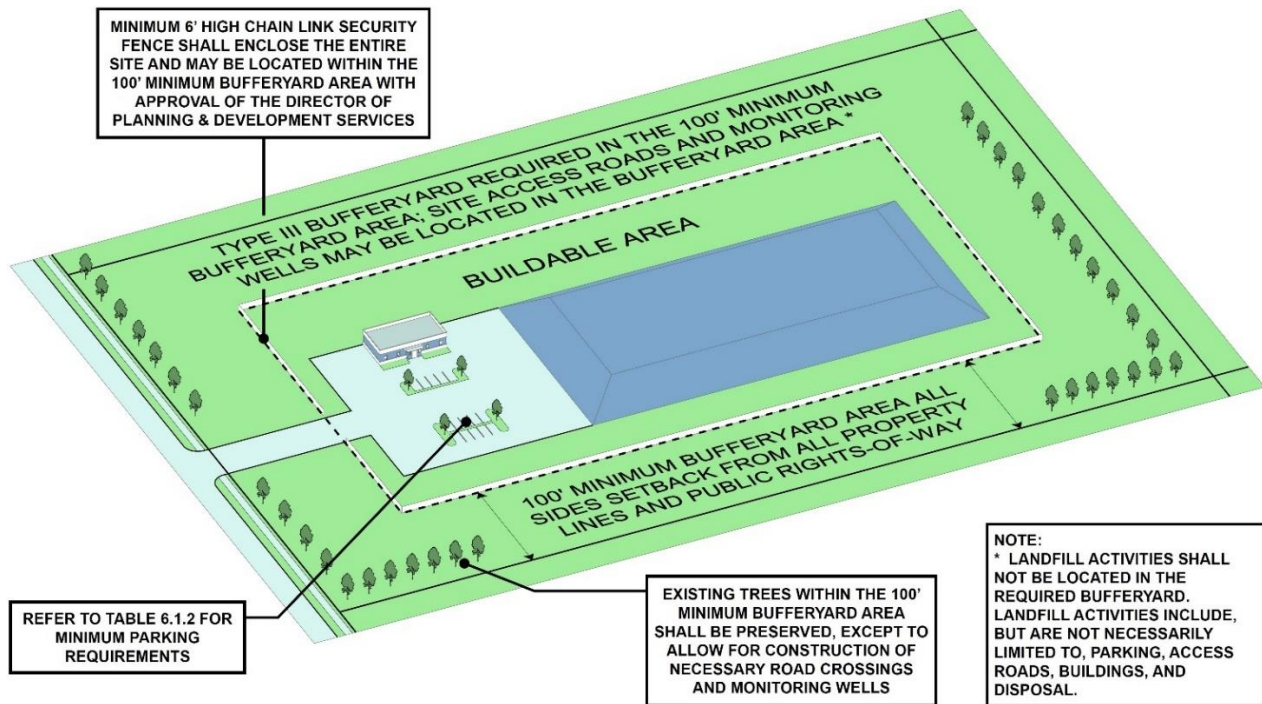 MINIMUM 6' HIGH CHAIN LINK SECURITY
FENCE SHALL ENCLOSE THE ENTIRE
SITE AND MAY BE LOCATED WITHIN THE
100' MINIMUM BUFFERYARD AREA WITH
APPROVAL OF THE DIRECTOR OF
PLANNING & DEVELOPMENT SERVICES
TYPE III BUFFERYARD REQUIRED IN THE 100' MINIMUM
BUFFERYARD AREA; SITE ACCESS ROADS AND MONITORING
WELLS MAY BE LOCATED IN THE BUFFERYARD AREA *
BUILDABLE AREA
100' MINIMUM BUFFERYARD AREA ALL
SIDES SETBACK FROM ALL PROPERTY
LINES AND PUBLIC RIGHTS-OF-WAY
REFER TO TABLE 6.1.2 FOR
MINIMUM PARKING
REQUIREMENTS
EXISTING TREES WITHIN THE 100'
MINIMUM BUFFERYARD AREA
SHALL BE PRESERVED, EXCEPT TO
ALLOW FOR CONSTRUCTION OF
NECESSARY ROAD CROSSINGS
AND MONITORING WELLS
NOTE:
* LANDFILL ACTIVITIES SHALL
NOT BE LOCATED IN THE
REQUIRED BUFFERYARD.
LANDFILL ACTIVITIES INCLUDE,
BUT ARE NOT NECESSARILY
LIMITED TO, PARKING, ACCESS
ROADS, BUILDINGS, AND
DISPOSAL.